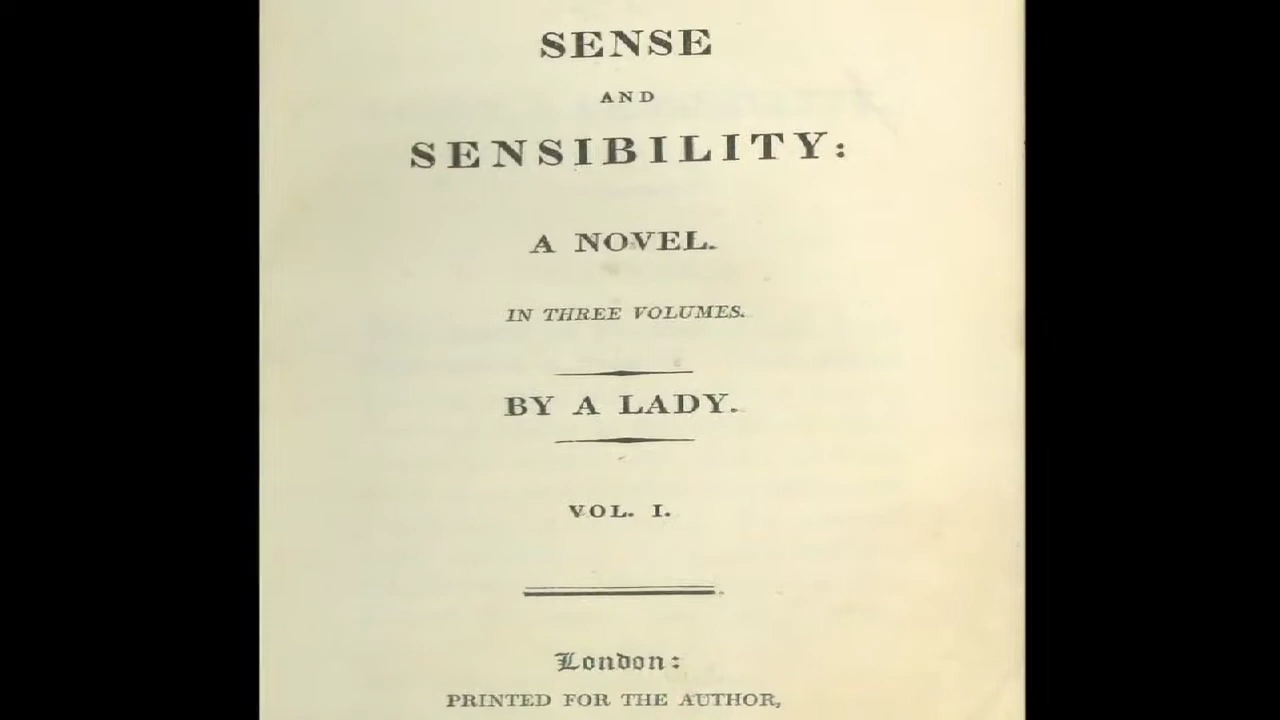 SENSE
AND
SENSIBILITY:
A NOVEL.
IN THREE VOLUMES.
BY A LADY.
VOL. I.
London:
PRINTED FOR THE AUTHOR,